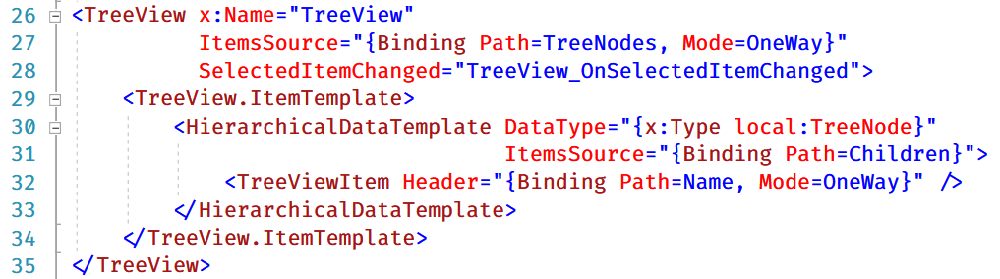 26 <TreeView x:Name="TreeView"
27 ItemsSource="{Binding Path=TreeNodes, Mode=OneWay}"
28 SelectedItemChanged="TreeView_OnSelectedItemChanged">
29 <TreeView.ItemTemplate>
30 <HierarchicalDataTemplate DataType="{x:Type local:TreeNode}"
31 ItemsSource="{Binding Path=Children}">
32 <TreeViewItem Header="{Binding Path=Name, Mode=OneWay}" />
33 </HierarchicalDataTemplate>
34 </TreeView.ItemTemplate>
35 </TreeView>